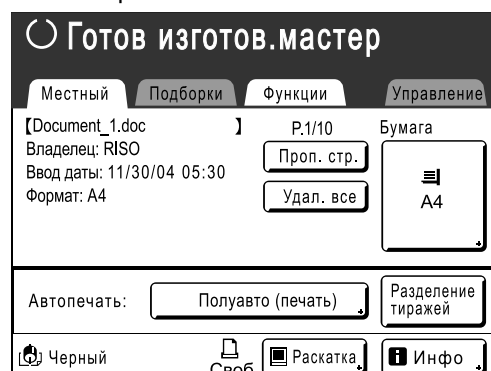 Готов изготов.мастер
Местный Подборки Функции Управление
【Document_1.doc 】 P.1/10 Бумага
Владелец: RISO Проп. стр.
Ввод даты: 11/30/04 05:30
Формат: A4 Удал. все A4
Автопечать: Полуавто (печать) Разделение тиражей
Черный Своб Раскатка Инфо